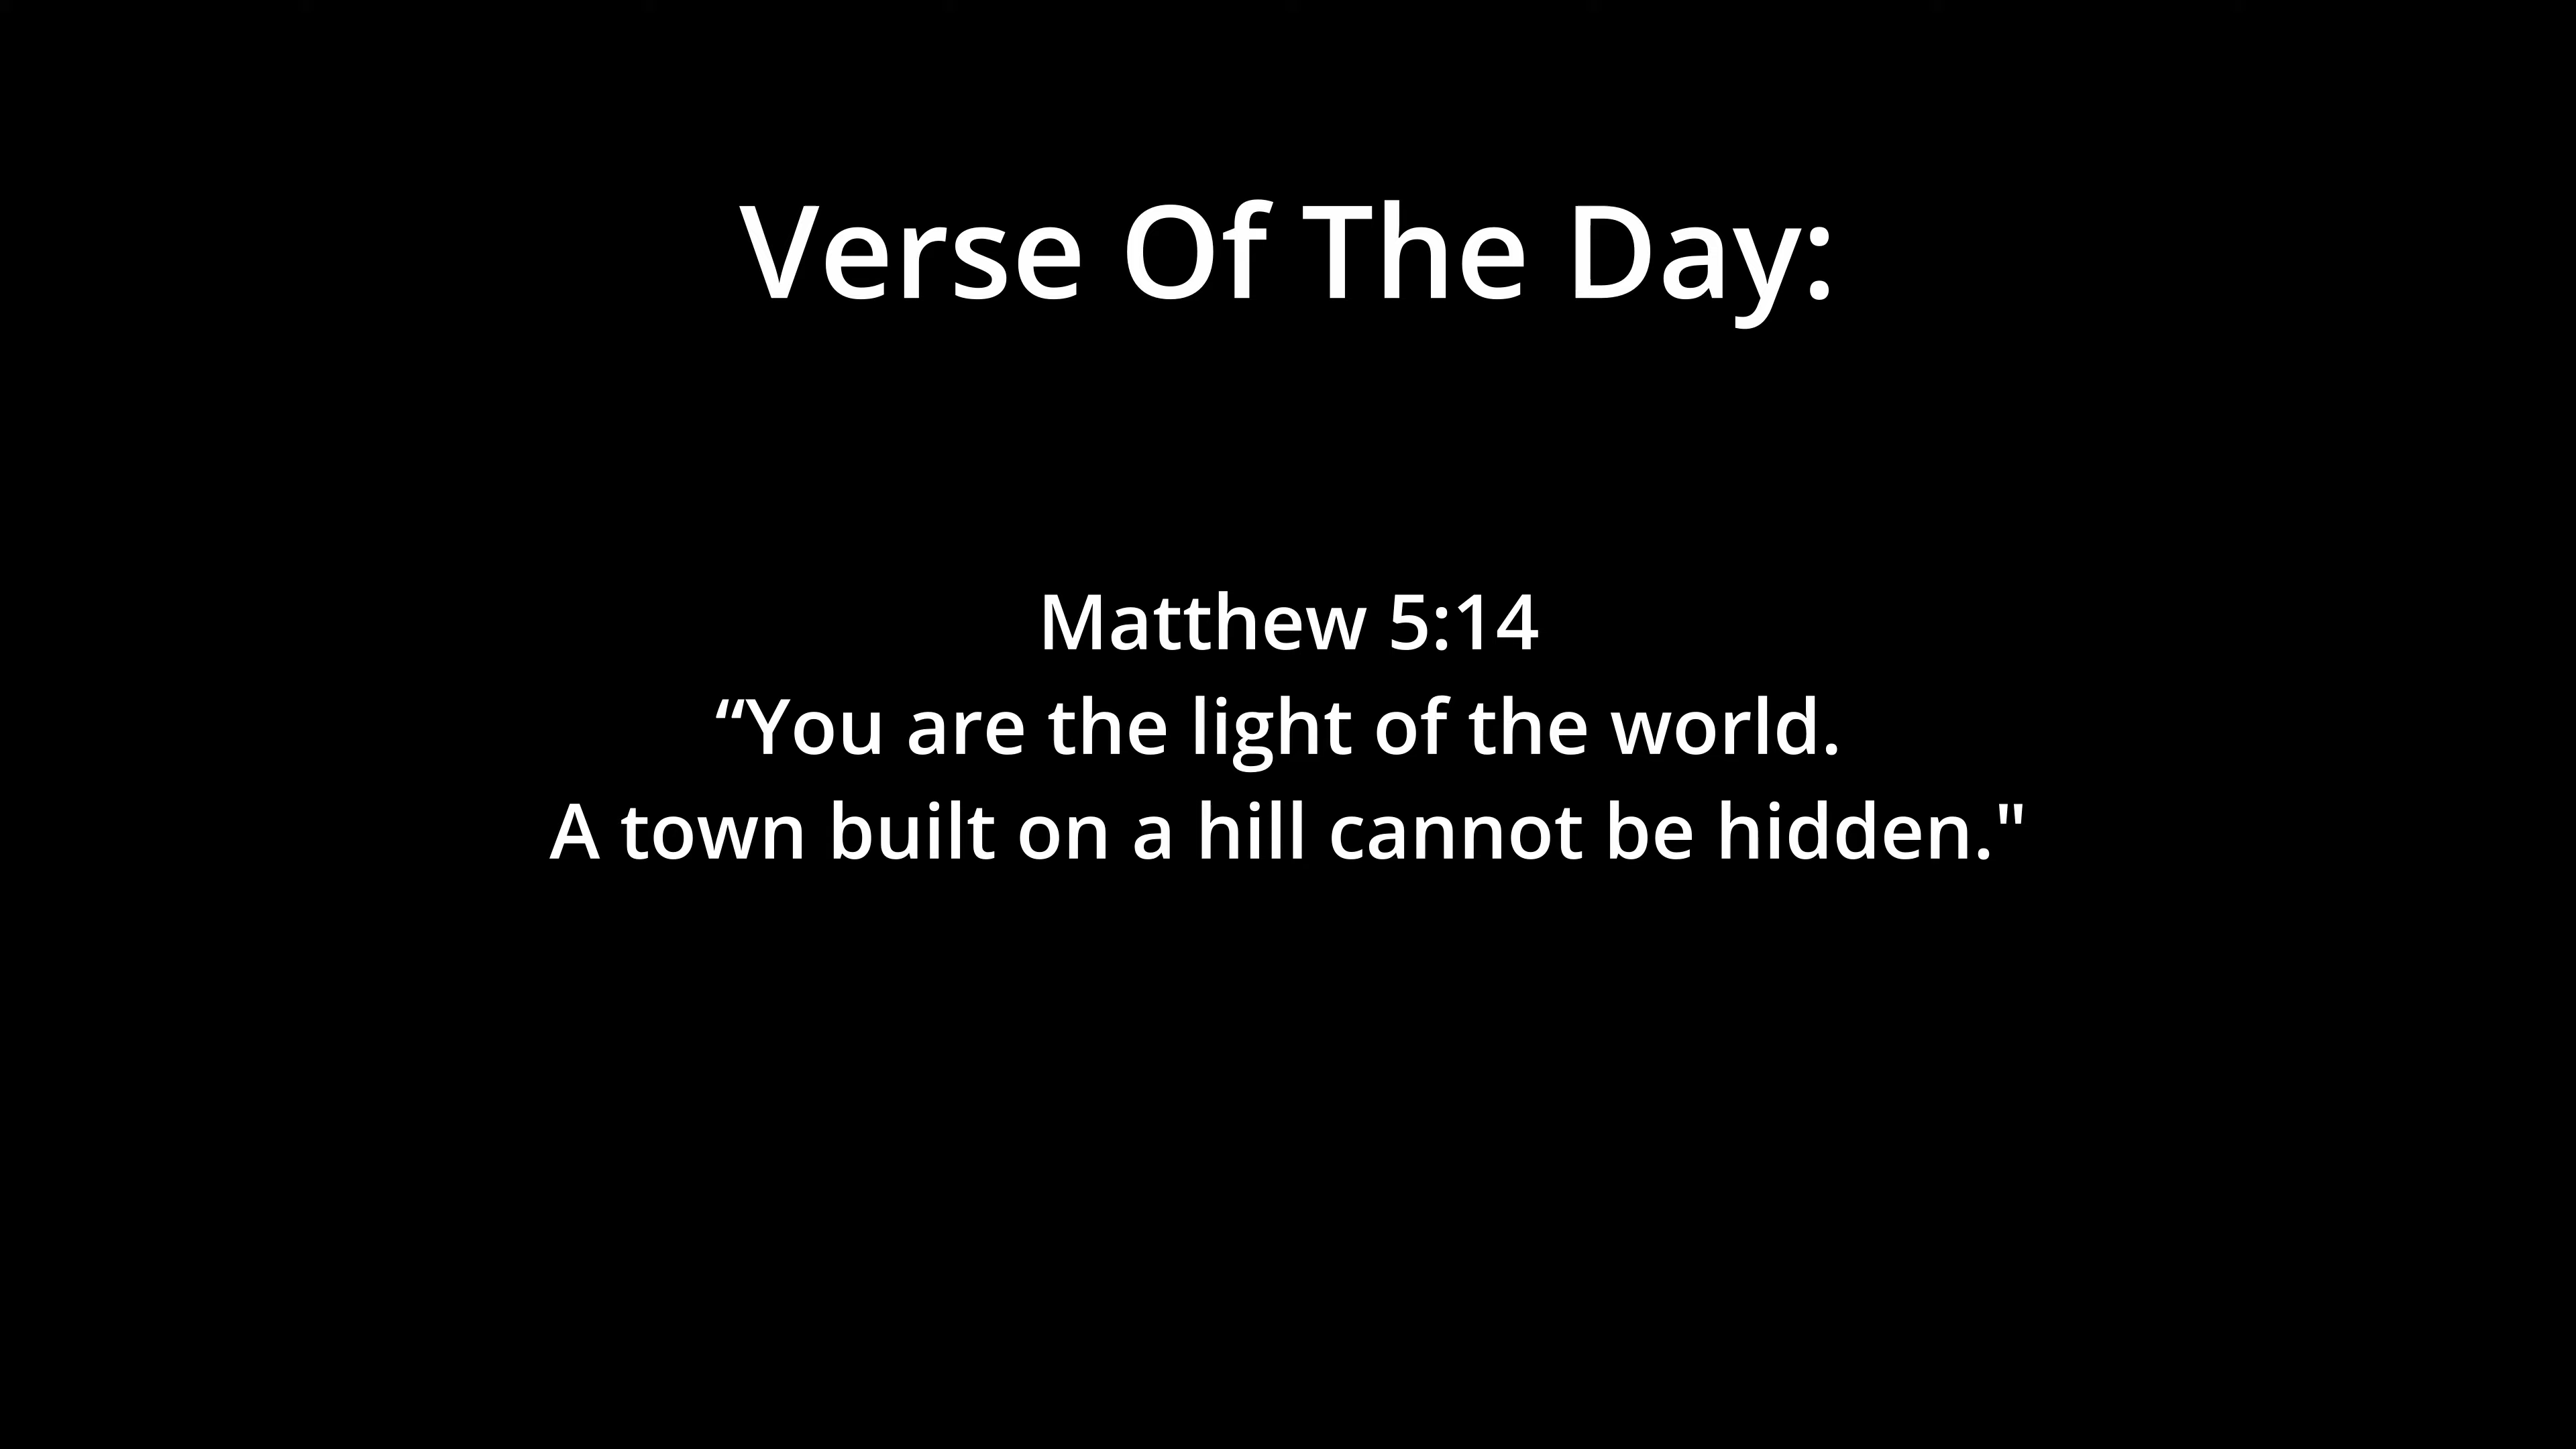 Verse Of The Day:
Matthew 5:14
“You are the light of the world.
A town built on a hill cannot be hidden."